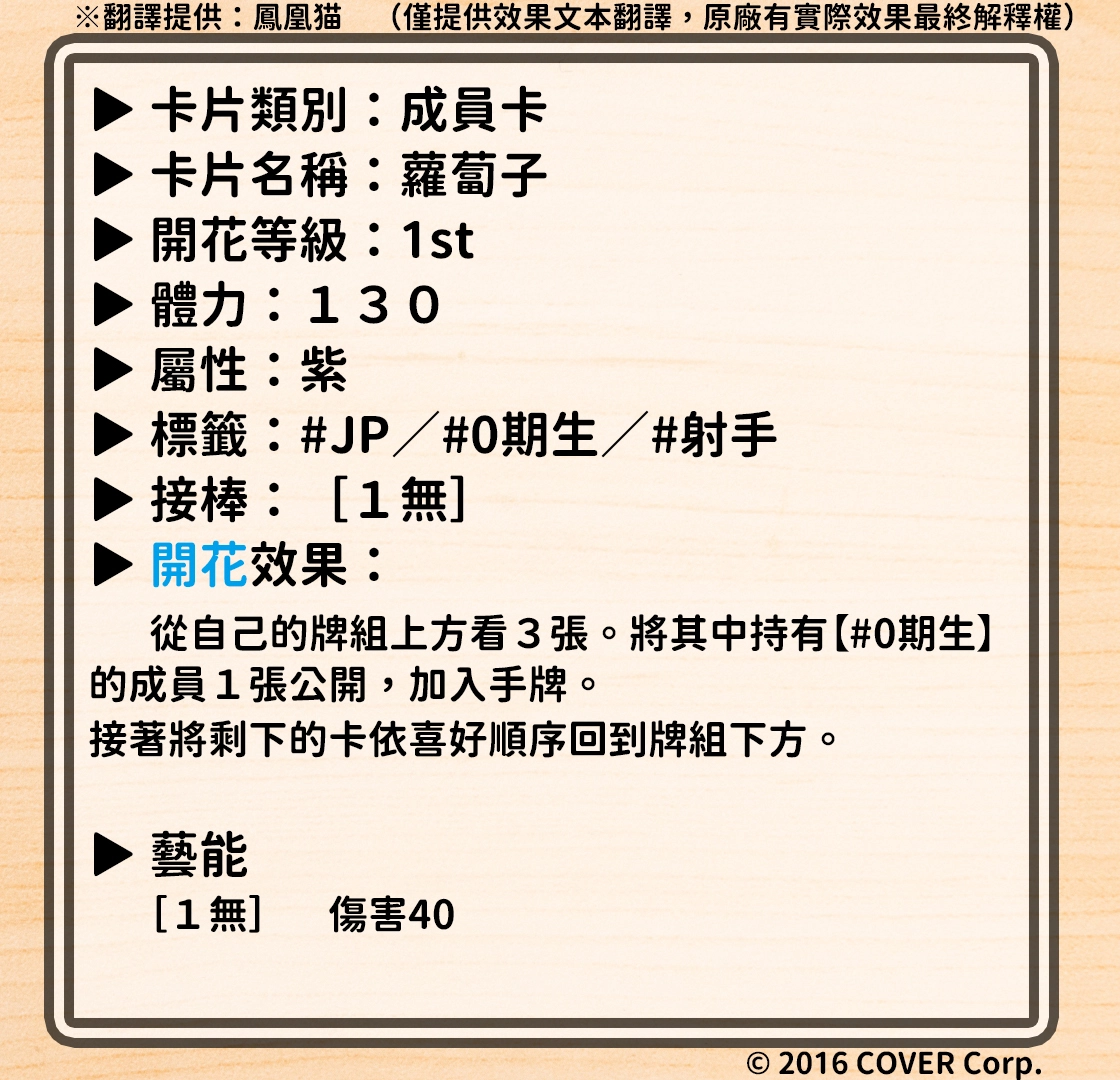 ※翻譯提供：鳳凰猫　（僅提供效果文本翻譯，原廠有實際效果最終解釋權）
▶ 卡片類別：成員卡
▶ 卡片名稱：蘿蔔子
▶ 開花等級：1st
▶ 體力：１３０
▶ 屬性：紫
▶ 標籤：#JP／#0期生／#射手
▶ 接棒：［１無］
▶ 開花效果：
從自己的牌組上方看３張。將其中持有【#0期生】
的成員１張公開，加入手牌。
接著將剩下的卡依喜好順序回到牌組下方。
▶ 藝能
［１無］　傷害40
© 2016 COVER Corp.